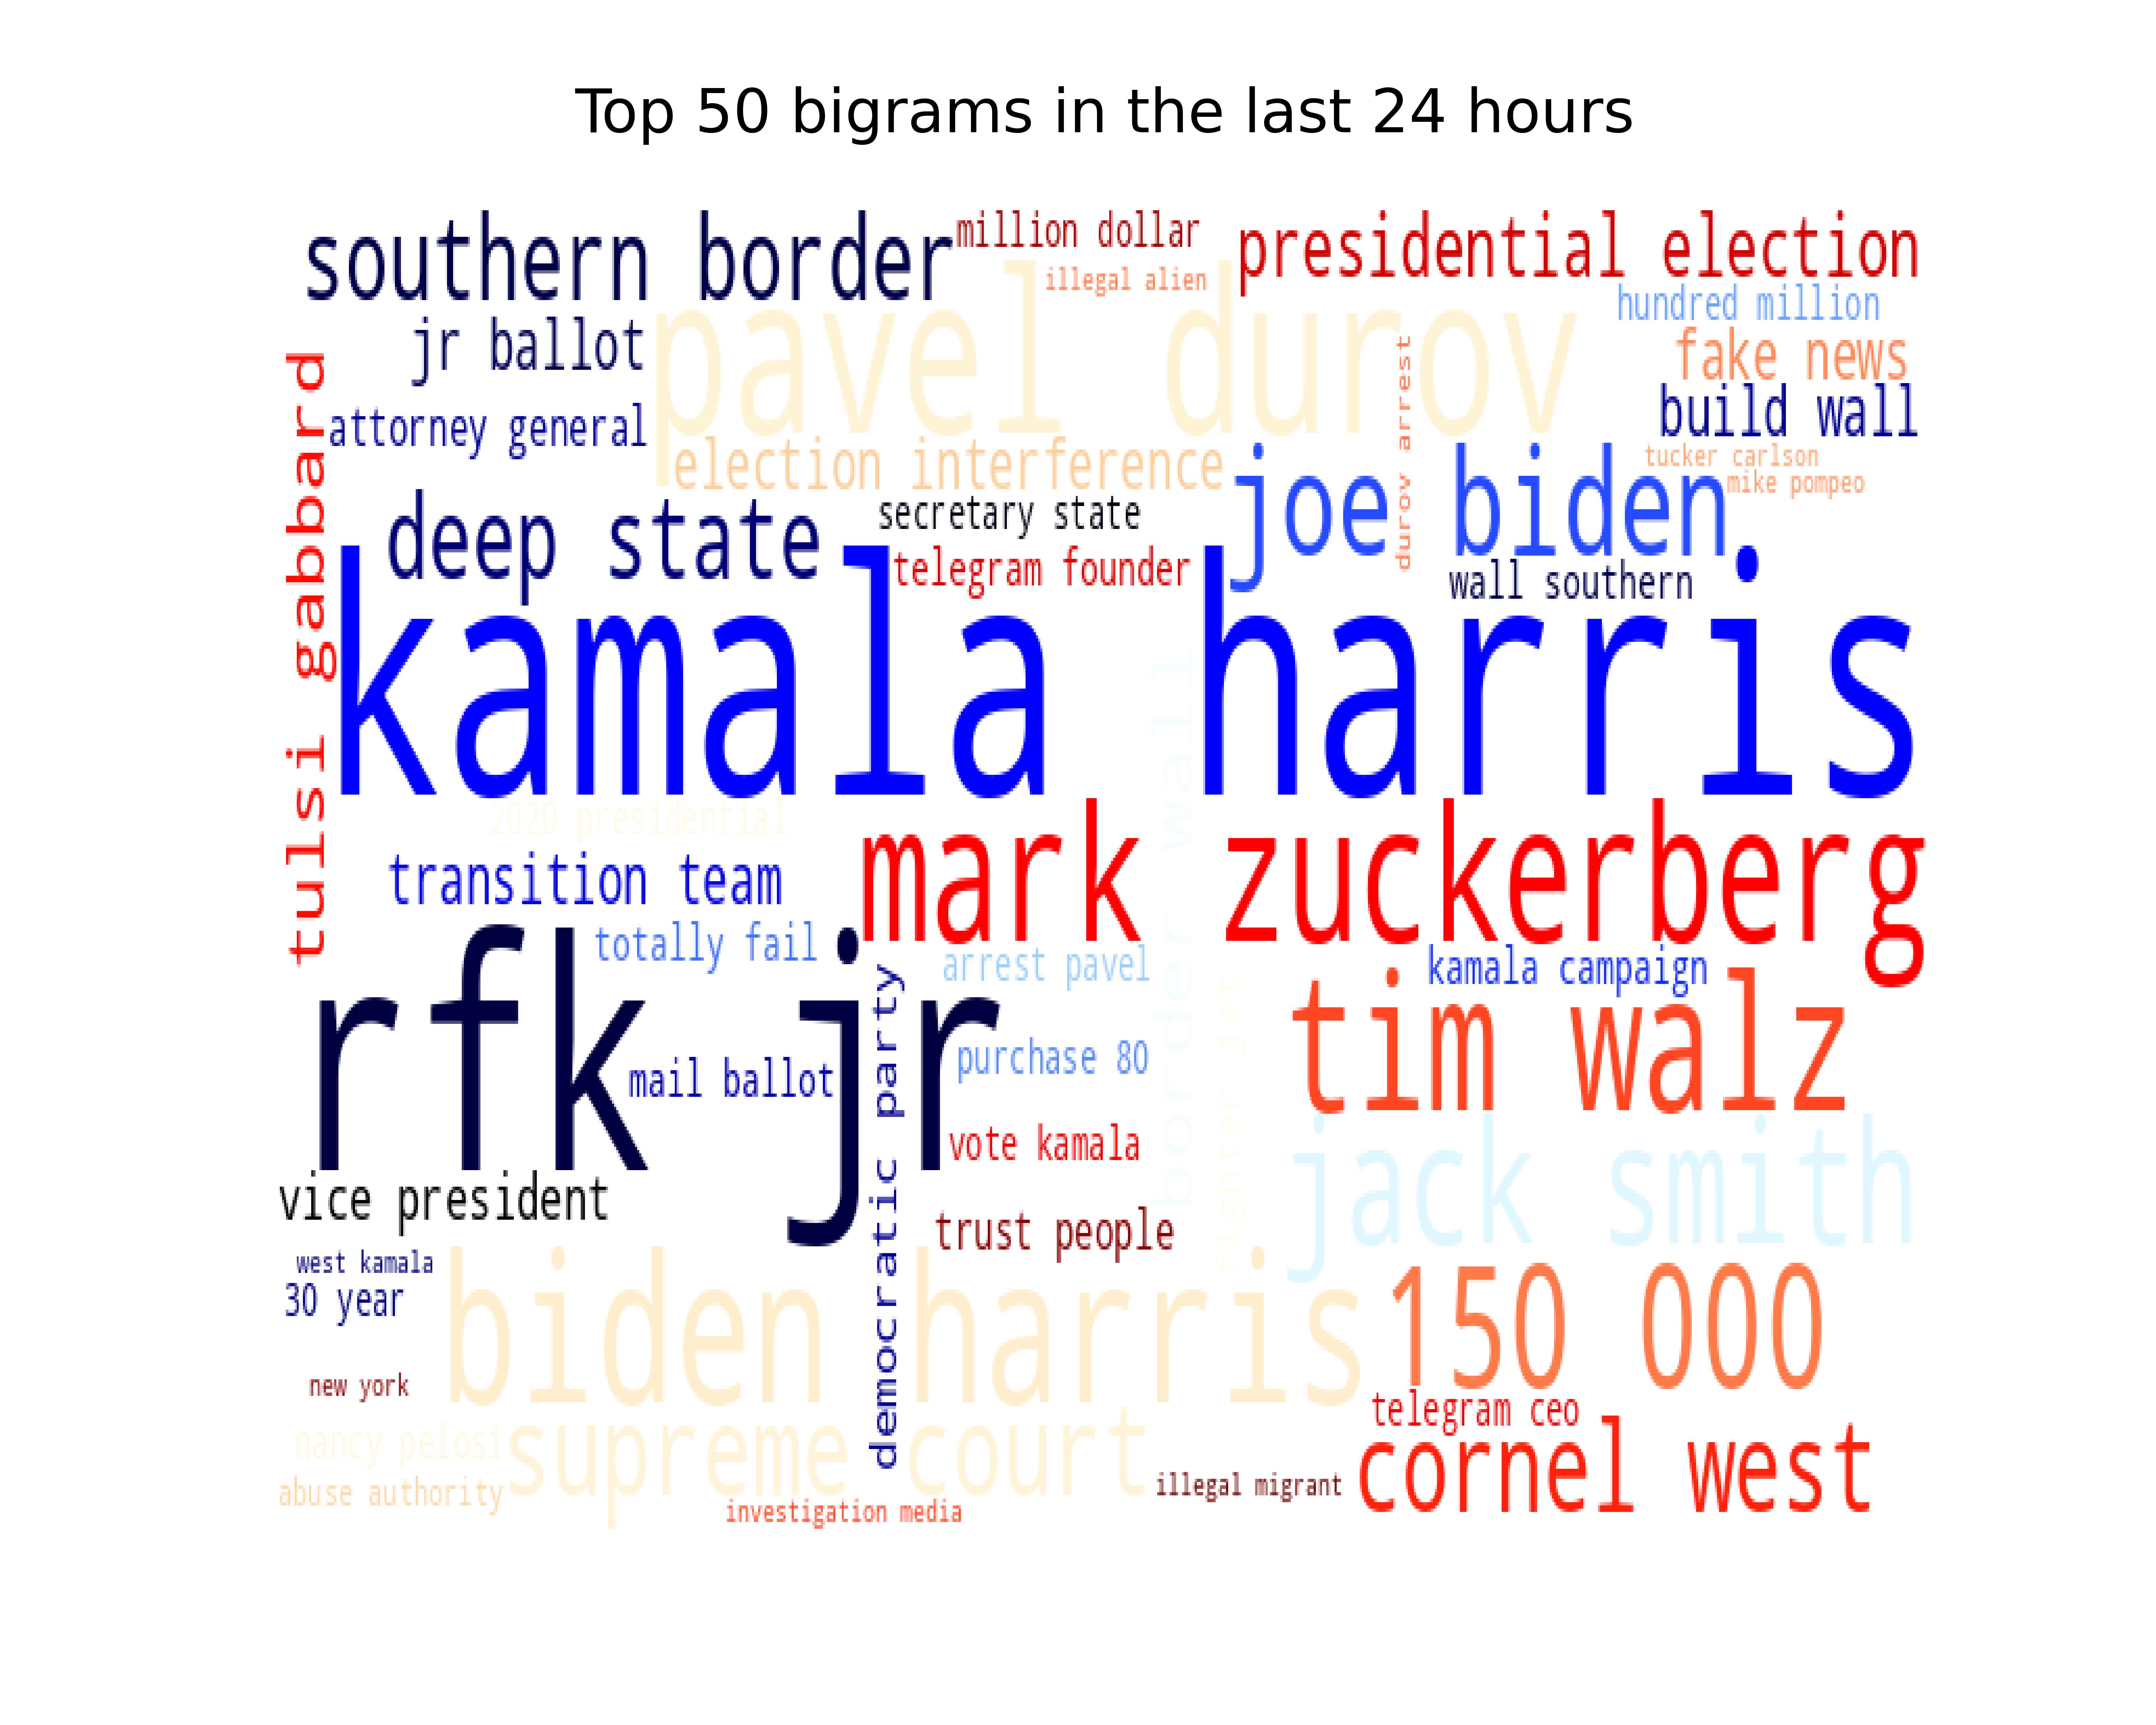 Top 50 bigrams in the last 24 hours
southern border
million dollar
presidential election
illegal alien
hundred million
pavel durov
jr ballot
fake news
durov arrest
tulsi gabbard
build wall
attorney general
election interference
joe biden
tucker carlson
mike pompeo
deep state
secretary state
telegram founder
wall southern
kamala harris
border wall
2020 presidential
mark zuckerberg
transition team
totally fail
arrest pavel
kamala campaign
rfk jr
democratic party
tim walz
fighter jet
purchase 80
mail ballot
vote kamala
jack smith
vice president
trust people
west kamala
biden harris
150 000
30 year
new york
telegram ceo
nancy pelosi
supreme court
cornel west
abuse authority
illegal migrant
investigation media